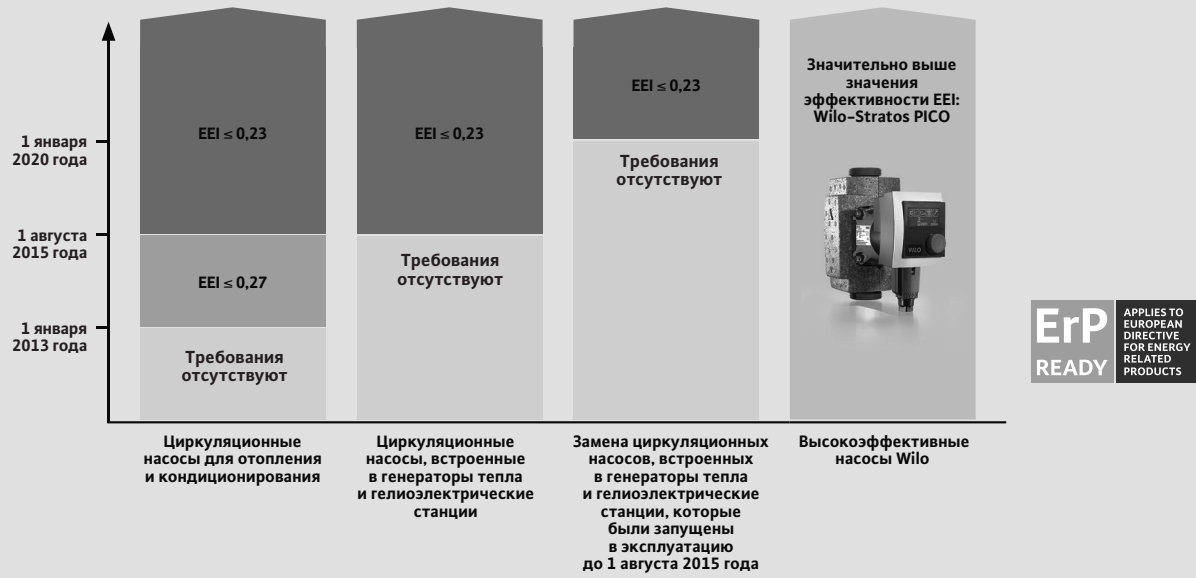 1 января
2020 года
1 августа
2015 года
1 января
2013 года
EEI ≤ 0,23
EEI ≤ 0,27
Требования
отсутствуют
EEI ≤ 0,23
Требования
отсутствуют
EEI ≤ 0,23
Требования
отсутствуют
Значительно выше
значения
эффективности EEI:
Wilo-Stratos PICO
WILO
Циркуляционные
насосы для отопления
и кондиционирования
Циркуляционные
насосы, встроенные
в генераторы тепла
и гелиоэлектрические
станции
Замена циркуляционных
насосов, встроенных
в генераторы тепла
и гелиоэлектрические
станции, которые
были запущены
в эксплуатацию
до 1 августа 2015 года
Высокоэффективные
насосы Wilo
ErP
READY
APPLIES TO
EUROPEAN
DIRECTIVE
FOR ENERGY
RELATED
PRODUCTS